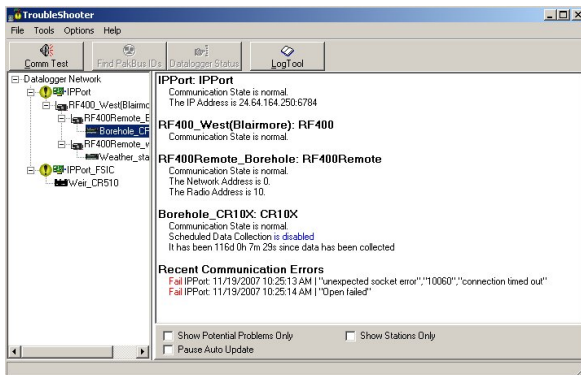 TroubleShooter
File Tools Options Help
Comm Test
Find PakBus IDs
Datalogger Status
LogTool
Datalogger Network
IPPort
RF400_West(Blairmo
RF400Remote_B
Borehole_CR
RF400Remote_w
Weather_sta
IPPort_FSIC
Weir_CR510
IPPort: IPPort
Communication State is normal.
The IP Address is 24.64.164.250:6784
RF400_West(Blairmore): RF400
Communication State is normal.
RF400Remote_Borehole: RF400Remote
Communication State is normal.
The Network Address is 0.
The Radio Address is 10.
Borehole_CR10X: CR10X
Communication State is normal.
Scheduled Data Collection is disabled
It has been 116d 0h 7m 29s since data has been collected
Recent Communication Errors
Fail IPPort: 11/19/2007 10:25:13 AM | "unexpected socket error","10060","connection timed out"
Fail IPPort: 11/19/2007 10:25:14 AM | "Open failed"
Show Potential Problems Only
Show Stations Only
Pause Auto Update